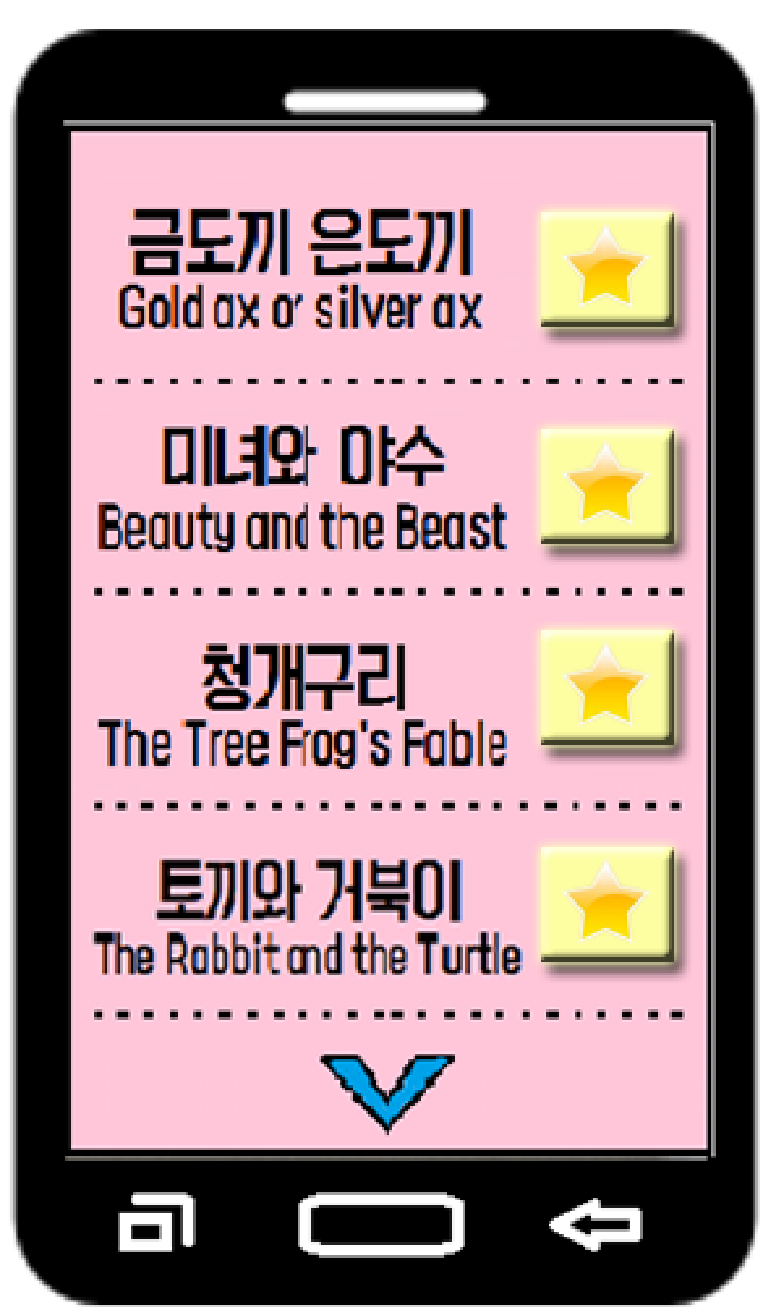 금도끼 은도끼
Gold ax or silver ax
미녀와 야수
Beauty and the Beast
청개구리
The Tree Frog's Fable
토끼와 거북이
The Rabbit and the Turtle